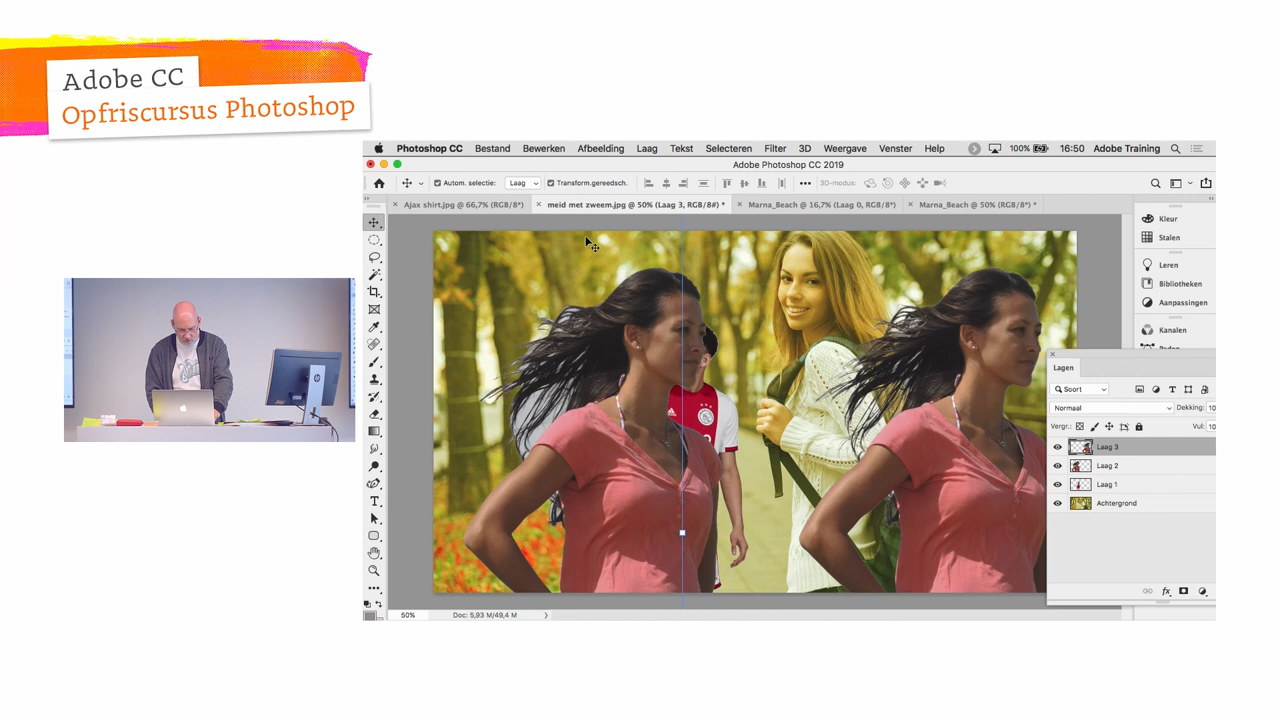 Adobe CC
Opfriscursus Photoshop
Photoshop CC Bestand Bewerken Afbeelding Laag Tekst Selecteren Filter 3D Weergave Venster Help 100% 16:50 Adobe Training
Adobe Photoshop CC 2019
Autom. selectie: Laag Transform.gereedsch. 3D-modus:
Ajax shirt.jpg @ 66,7% (RGB/8*) meid met zweem.jpg @ 50% (Laag 3, RGB/8#) * Marna_Beach @ 16,7% (Laag 0, RGB/8*) Marna_Beach @ 50% (RGB/8*) *
Kleur
Stalen
Leren
Bibliotheken
Aanpassingen
Kanalen
Lagen
Soort
Normaal Dekking: 10
Vergr.: Vul: 10
Laag 3
Laag 2
Laag 1
Achtergrond
fx
50% Doc: 5,93 M/49,4 M